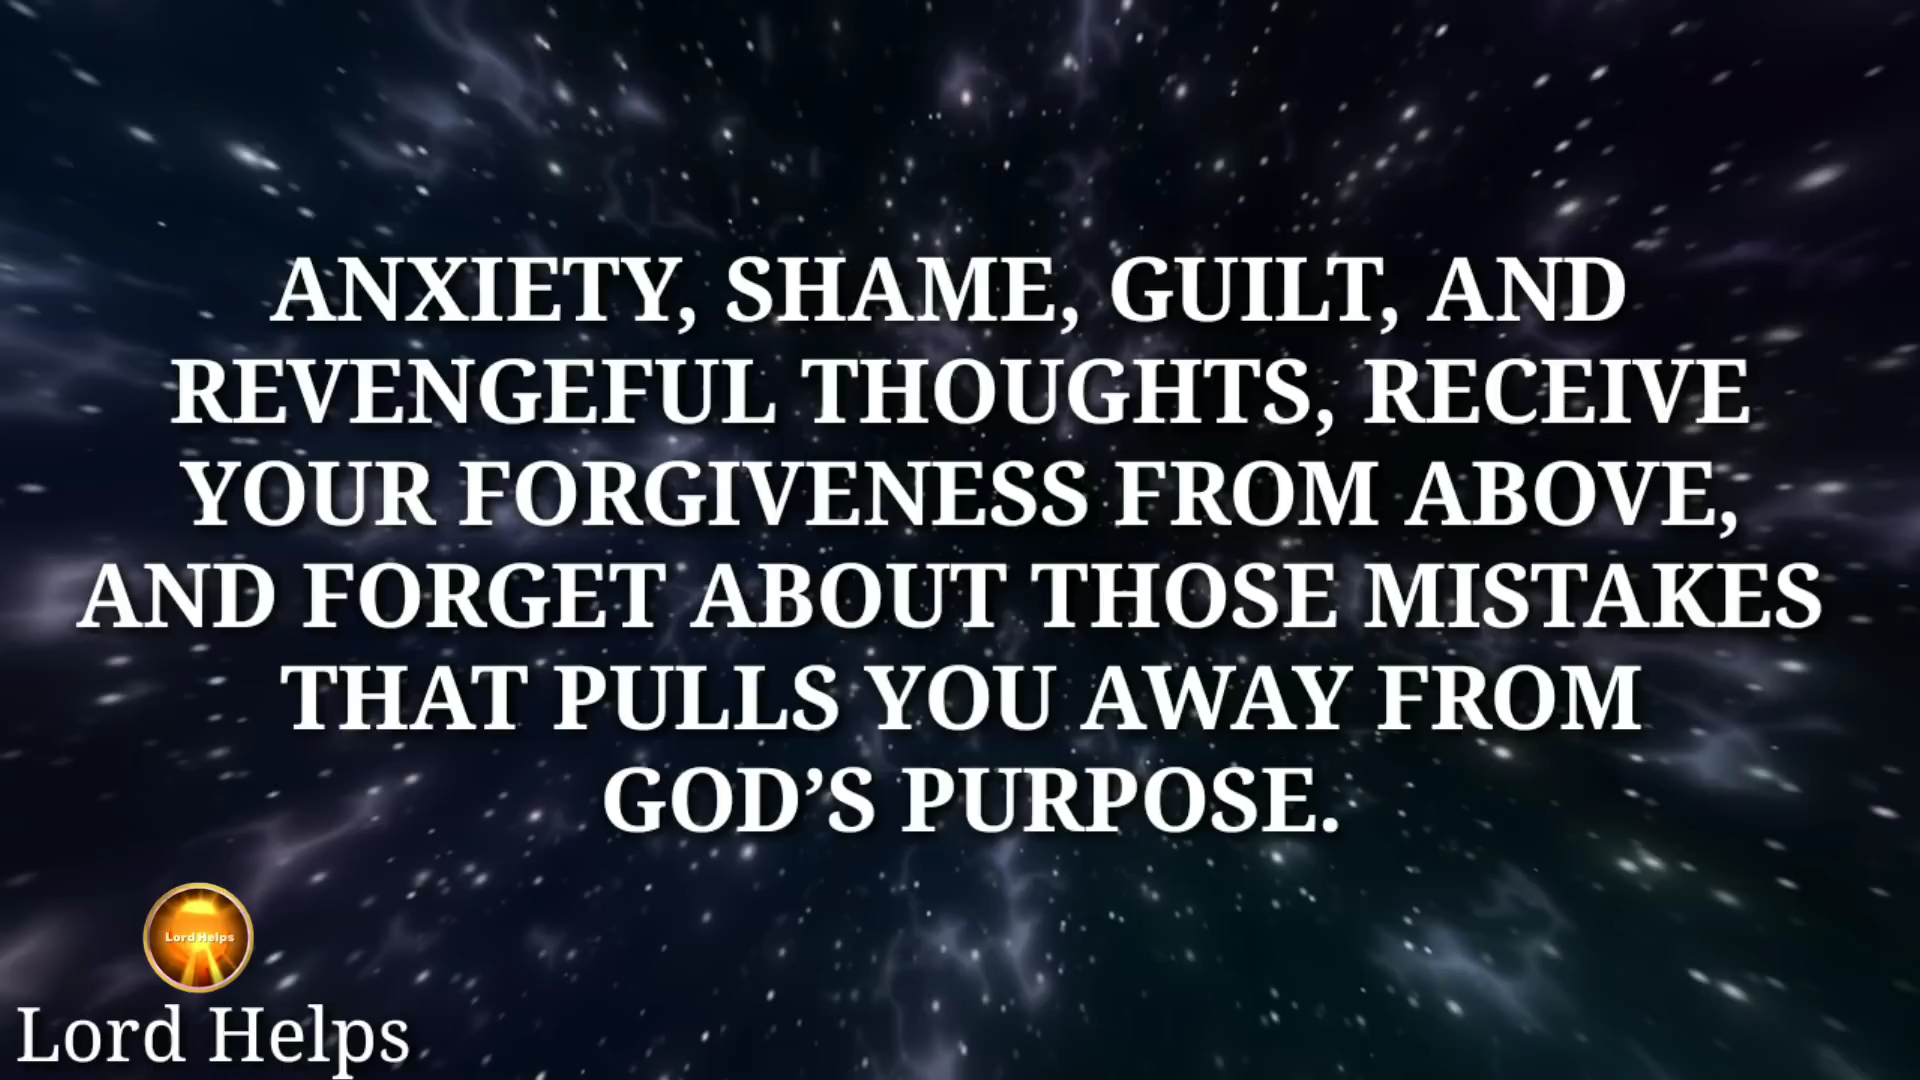 ANXIETY, SHAME, GUILT, AND
REVENGEFUL THOUGHTS, RECEIVE
YOUR FORGIVENESS FROM ABOVE,
AND FORGET ABOUT THOSE MISTAKES
THAT PULLS YOU AWAY FROM
GOD’S PURPOSE.
Lord Helps
Lord Helps